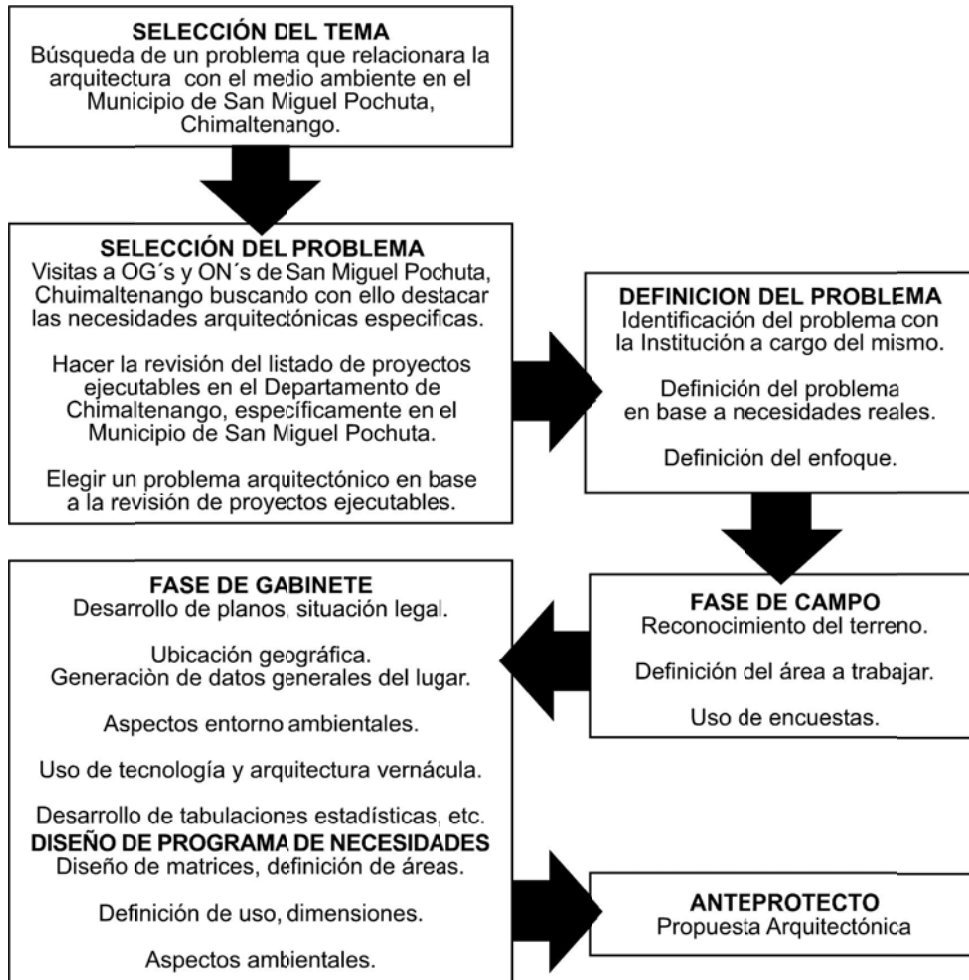 SELECCIÓN DEL TEMA
Búsqueda de un problema que relacionara la
arquitectura con el medio ambiente en el
Municipio de San Miguel Pochuta,
Chimaltenango.
SELECCIÓN DEL PROBLEMA
Visitas a OG´s y ON´s de San Miguel Pochuta,
Chuimaltenango buscando con ello destacar
las necesidades arquitectónicas especificas.
Hacer la revisión del listado de proyectos
ejecutables en el Departamento de
Chimaltenango, específicamente en el
Municipio de San Miguel Pochuta.
Elegir un problema arquitectónico en base
a la revisión de proyectos ejecutables.
DEFINICION DEL PROBLEMA
Identificación del problema con
la Institución a cargo del mismo.
Definición del problema
en base a necesidades reales.
Definición del enfoque.
FASE DE CAMPO
Reconocimiento del terreno.
Definición del área a trabajar.
Uso de encuestas.
FASE DE GABINETE
Desarrollo de planos, situación legal.
Ubicación geográfica.
Generaciòn de datos generales del lugar.
Aspectos entorno ambientales.
Uso de tecnología y arquitectura vernácula.
Desarrollo de tabulaciones estadísticas, etc.
DISEÑO DE PROGRAMA DE NECESIDADES
Diseño de matrices, definición de áreas.
Definición de uso, dimensiones.
Aspectos ambientales.
ANTEPROTECTO
Propuesta Arquitectónica